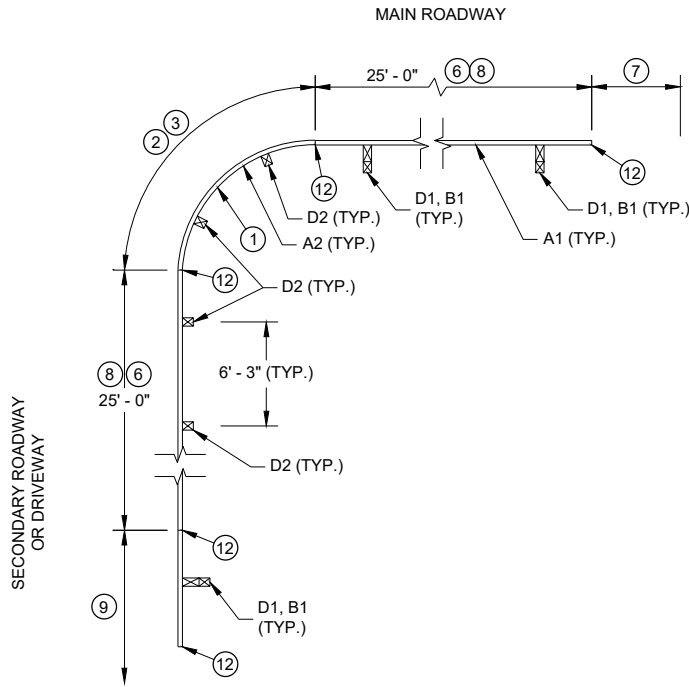 MAIN ROADWAY
25' - 0"
6 8
7
3
2
12
12
D1, B1
(TYP.)
D1, B1 (TYP.)
D2 (TYP.)
A1 (TYP.)
1
A2 (TYP.)
12
D2 (TYP.)
8 6
25' - 0"
6' - 3" (TYP.)
D2 (TYP.)
SECONDARY ROADWAY
OR DRIVEWAY
12
9
D1, B1
(TYP.)
12